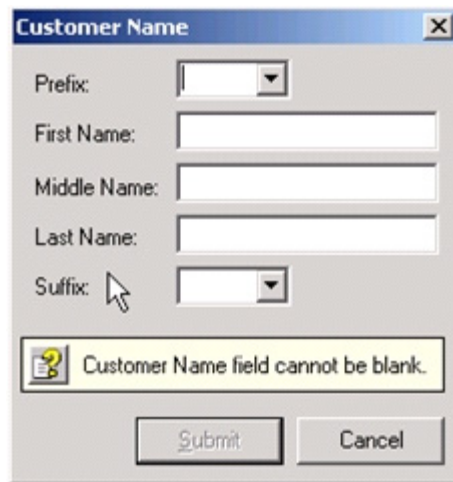 Customer Name
Prefix:
First Name:
Middle Name:
Last Name:
Suffix:
Customer Name field cannot be blank.
Submit Cancel